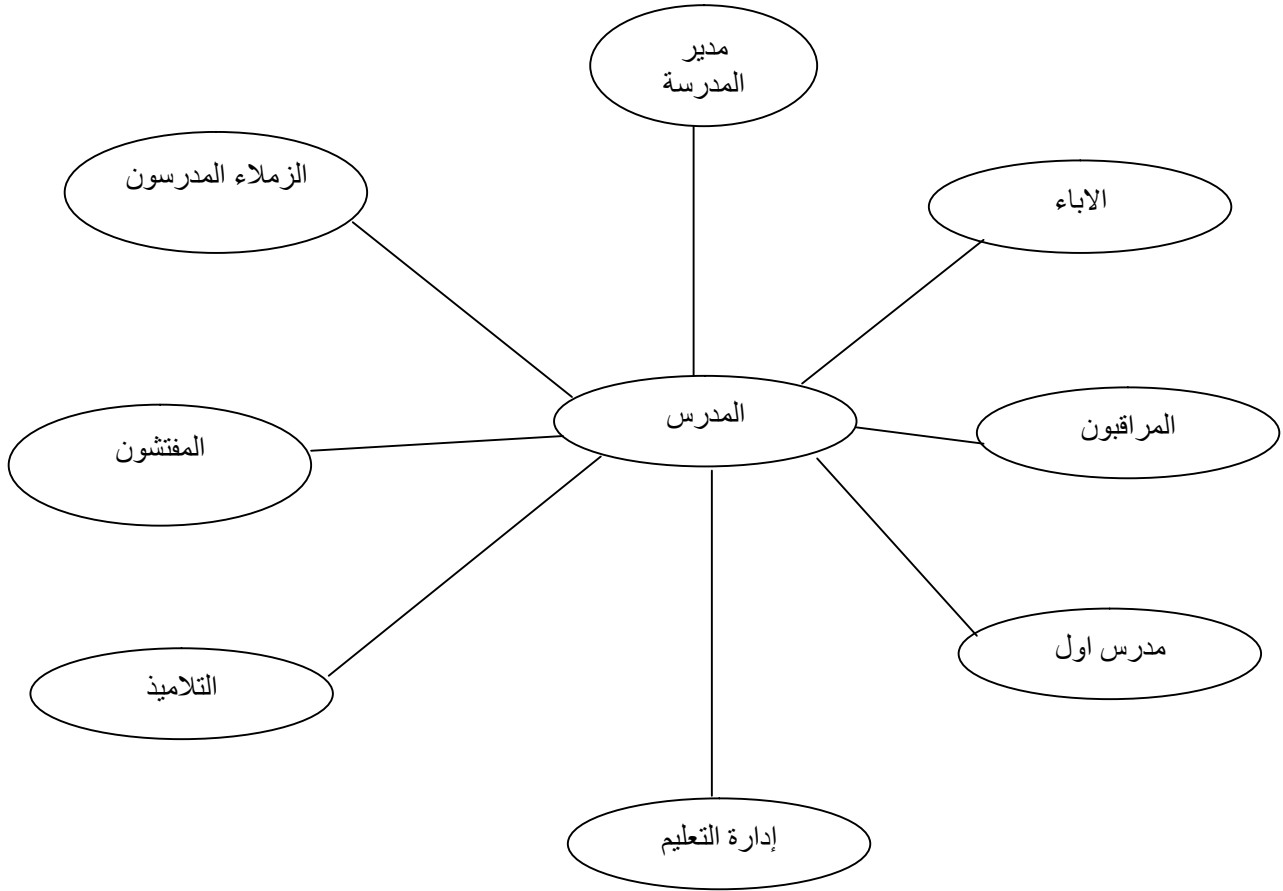 مدير
المدرسة
الزملاء المدرسون
الاباء
المدرس
المراقبون
المفتشون
مدرس اول
التلاميذ
إدارة التعليم